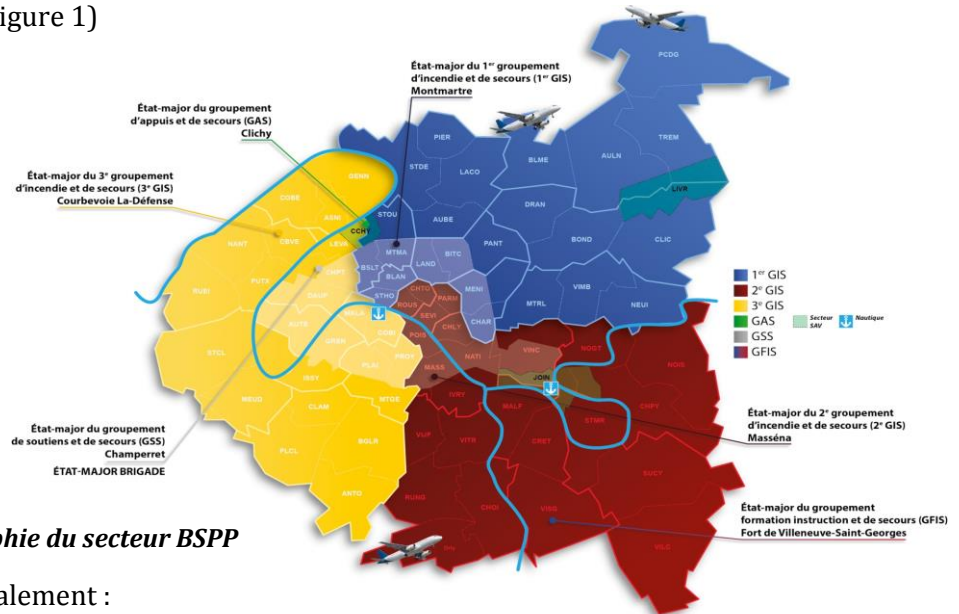 igure 1)
État-major du 1er groupement
d'incendie et de secours (1er GIS)
Montmartre
État-major du groupement
d'appuis et de secours (GAS)
Clichy
État-major du 3e groupement
d'incendie et de secours (3e GIS)
Courbevoie La-Défense
PCDG
TREM
AULN
LIVR
PIER
STDE
LACO
BLME
DRAN
GENN
COBE
ASNI
STOU
AUBE
CCHY
NANT
CBVE
LEVA
PANT
BOND
CLIC
MTMA
BITC
LAND
BSLT
BLAN
CHPT
PUTX
RUBI
DAUP
STHO
CHTO
MENI
MTRL
VIMB
NEUI
ROUS
PARM
SEVI
CHAR
AUTE
MALA
GREN
COBI
POIS
CHLY
PLAI
PROY
MASS
NATI
VINC
NOGT
NOIS
STCL
ISSY
JOIN
MEUD
CLAM
MTGE
IVRY
MALF
STMR
CHPY
PLCL
BGLR
VIJF
VITR
CRET
SUCY
ANTO
RUNG
CHOI
VISG
VILC
1er GIS
2e GIS
3e GIS
GAS
GSS
GFIS
Secteur
SAV
Nautique
État-major du groupement
de soutiens et de secours (GSS)
Champerret
ÉTAT-MAJOR BRIGADE
État-major du 2e groupement
d'incendie et de secours (2e GIS)
Masséna
État-major du groupement
formation instruction et de secours (GFIS)
Fort de Villeneuve-Saint-Georges
phie du secteur BSPP
alement :